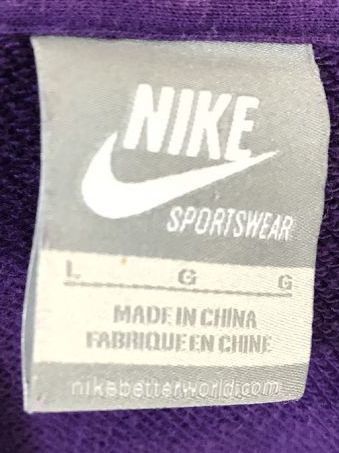 NIKE
SPORTSWEAR
L G G
MADE IN CHINA
FABRIQUE EN CHINE
nikebetterworld.com